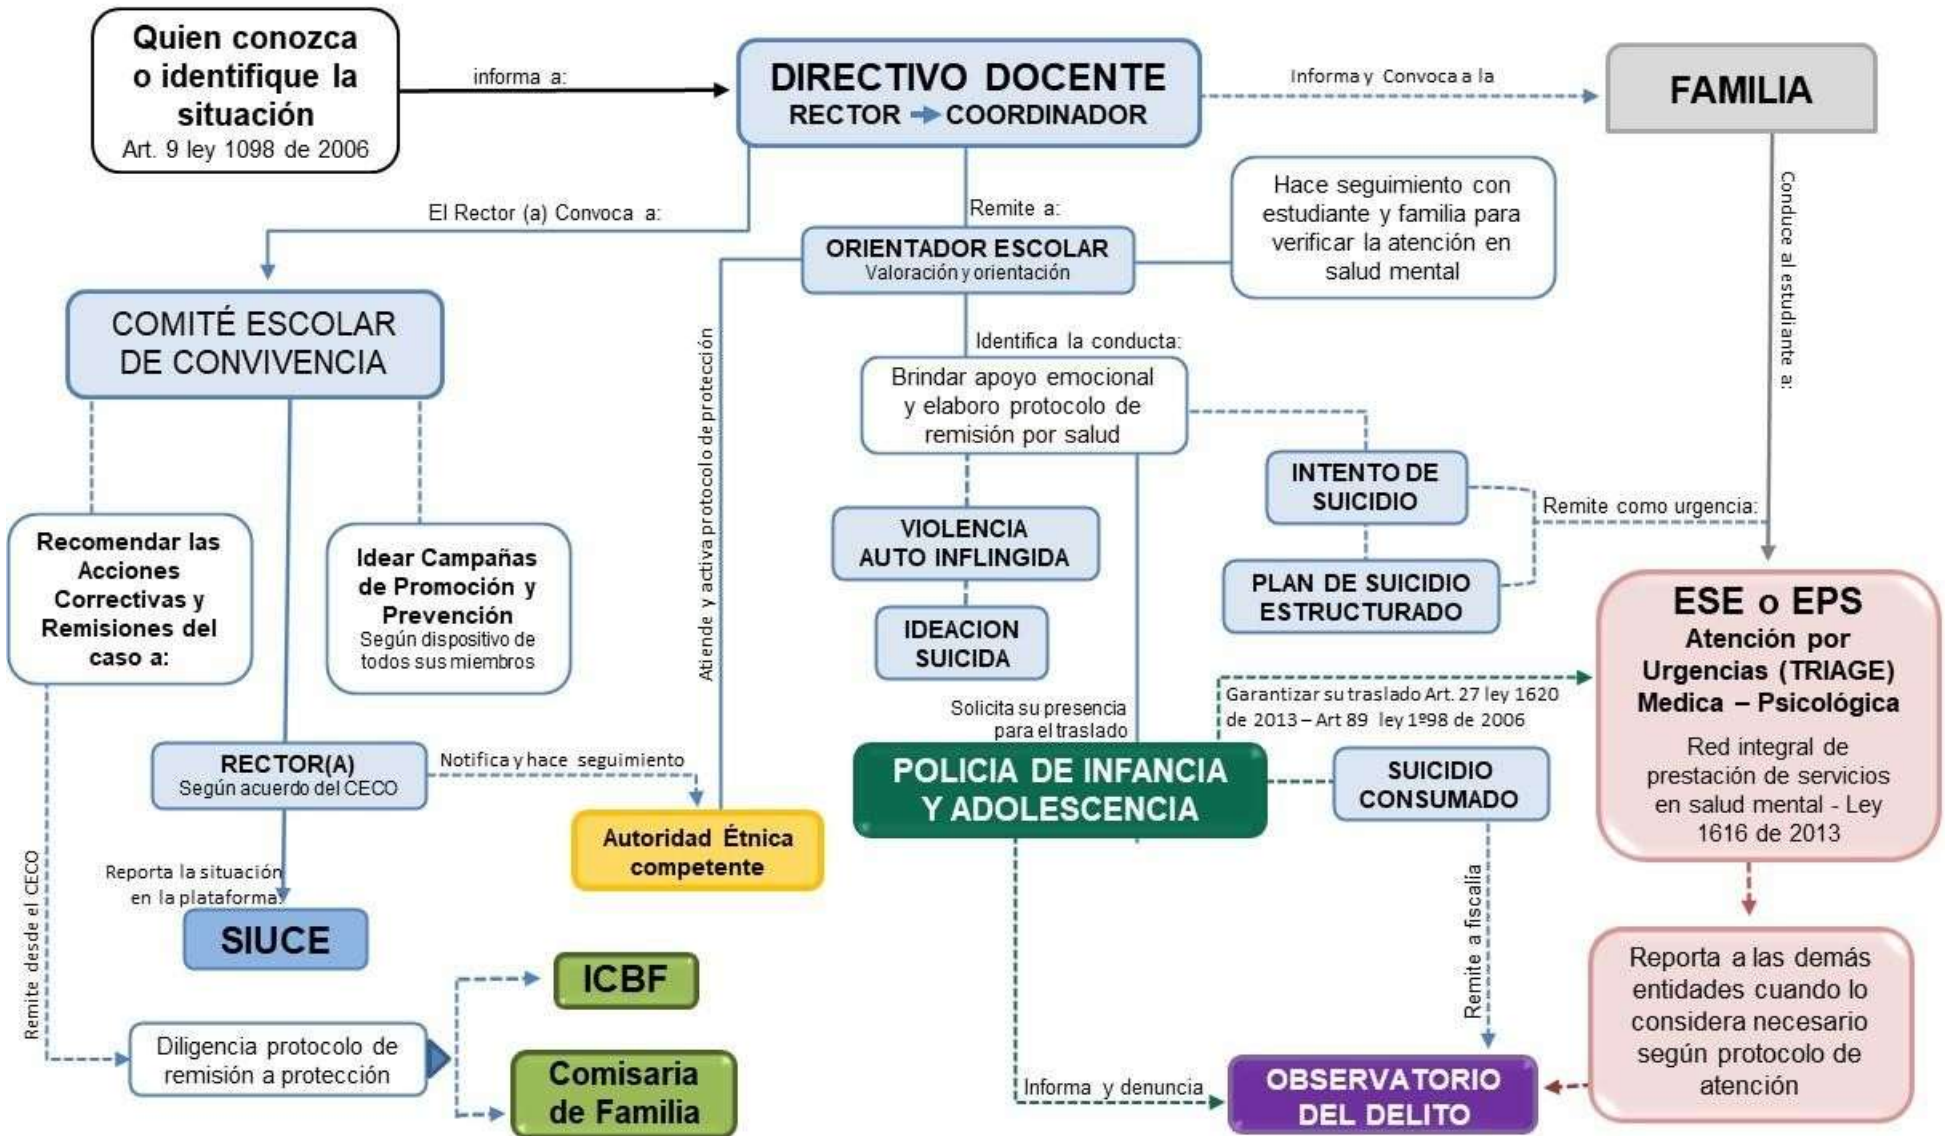 Quien conozca
o identifique la
situación
Art. 9 ley 1098 de 2006
informa a:
DIRECTIVO DOCENTE
RECTOR COORDINADOR
Informa y Convoca a la
FAMILIA
El Rector (a) Convoca a:
Remite a:
ORIENTADOR ESCOLAR
Valoración y orientación
Hace seguimiento con
estudiante y familia para
verificar la atención en
salud mental
Conduce al estudiante a:
COMITÉ ESCOLAR
DE CONVIVENCIA
Atiende y activa protocolo de protección
Identifica la conducta:
Brindar apoyo emocional
y elaboro protocolo de
remisión por salud
INTENTO DE
SUICIDIO
Remite como urgencia:
PLAN DE SUICIDIO
ESTRUCTURADO
VIOLENCIA
AUTO INFLINGIDA
IDEACION
SUICIDA
Recomendar las
Acciones
Correctivas y
Remisiones del
caso a:
Idear Campañas
de Promoción y
Prevención
Según dispositivo de
todos sus miembros
ESE o EPS
Atención por
Urgencias (TRIAGE)
Medica – Psicológica
Red integral de
prestación de servicios
en salud mental - Ley
1616 de 2013
Garantizar su traslado Art. 27 ley 1620
de 2013 – Art 89 ley 1º98 de 2006
Solicita su presencia
para el traslado
RECTOR(A)
Según acuerdo del CECO
Notifica y hace seguimiento
POLICIA DE INFANCIA
Y ADOLESCENCIA
SUICIDIO
CONSUMADO
Autoridad Étnica
competente
Reporta la situación
en la plataforma:
SIUCE
Remite desde el CECO
Remite a fiscalía
ICBF
Diligencia protocolo de
remisión a protección
Comisaria
de Familia
Informa y denuncia
OBSERVATORIO
DEL DELITO
Reporta a las demás
entidades cuando lo
considera necesario
según protocolo de
atención